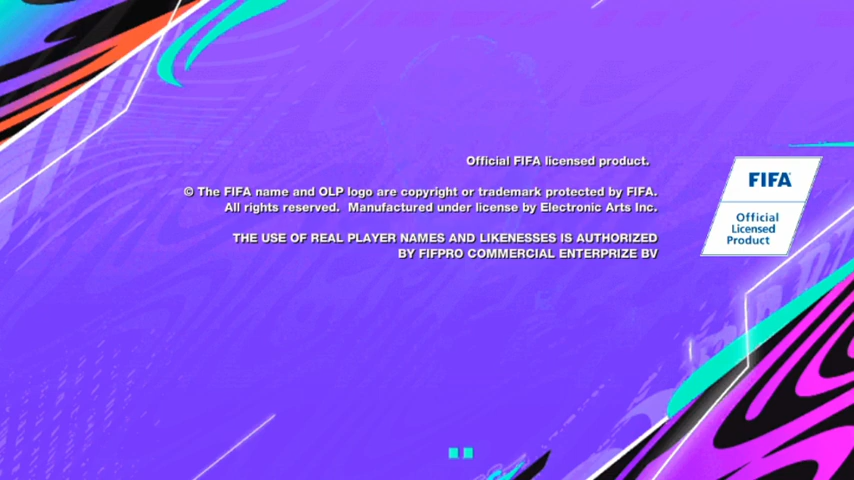 Official FIFA licensed product.
© The FIFA name and OLP logo are copyright or trademark protected by FIFA.
All rights reserved. Manufactured under license by Electronic Arts Inc.
THE USE OF REAL PLAYER NAMES AND LIKENESSES IS AUTHORIZED
BY FIFPRO COMMERCIAL ENTERPRIZE BV
FIFA
Official
Licensed
Product